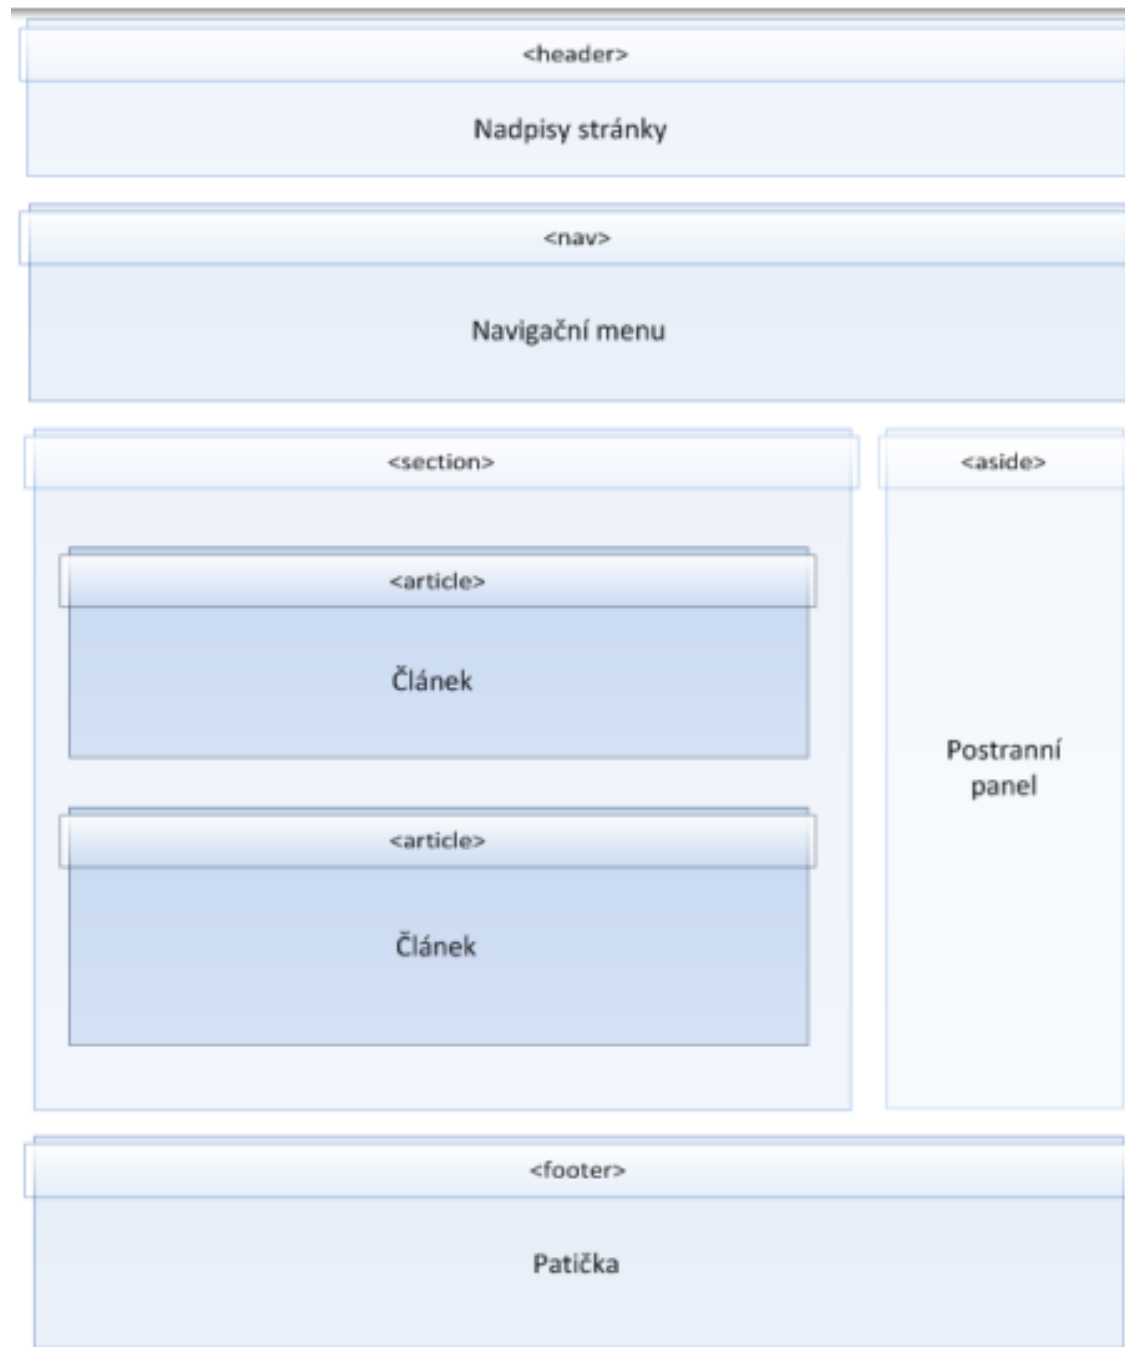 <header>
Nadpisy stránky
<nav>
Navigační menu
<section>
<aside>
<article>
Článek
<article>
Článek
Postranní
panel
<footer>
Patička